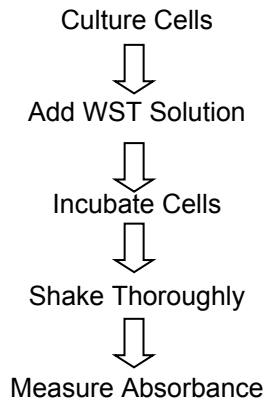 Culture Cells
Add WST Solution
Incubate Cells
Shake Thoroughly
Measure Absorbance